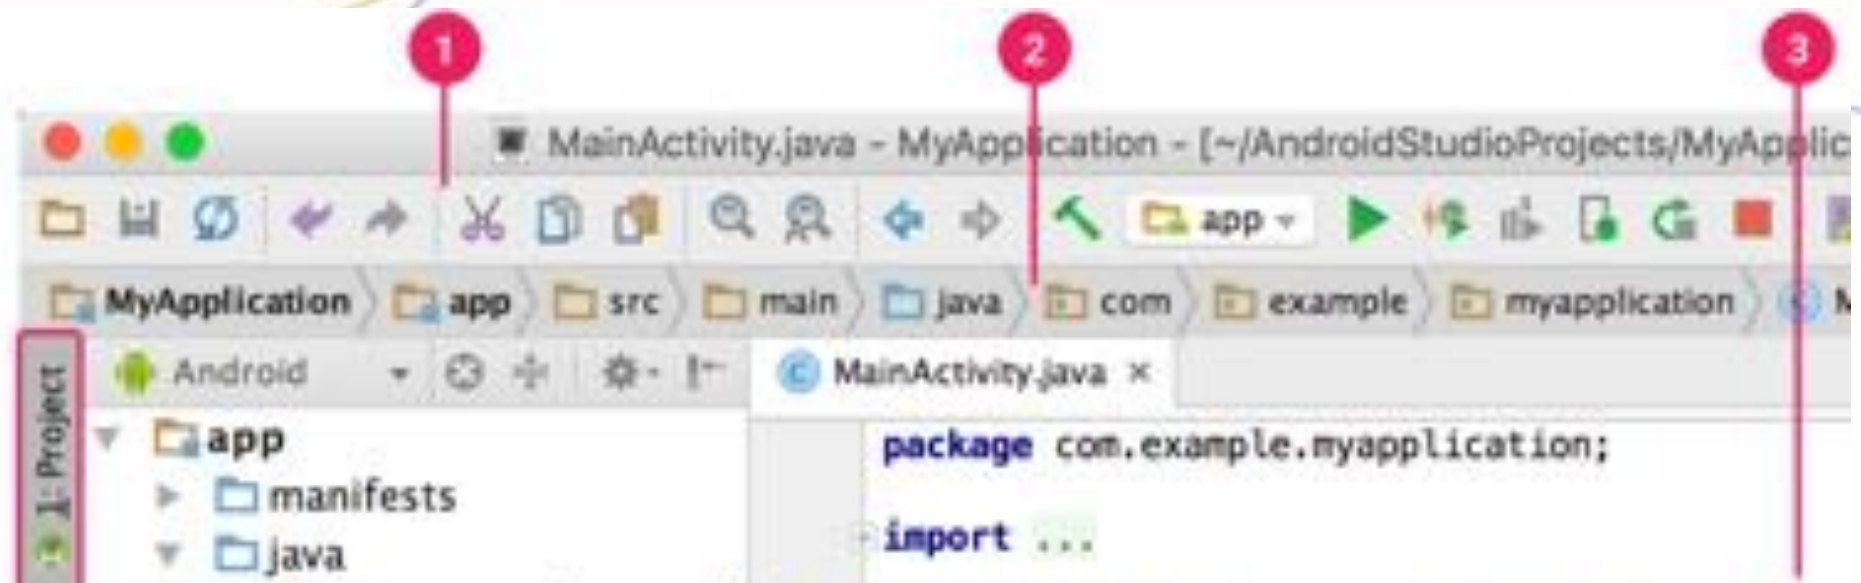 1 2 3
MainActivity.java - MyApplication - [~/AndroidStudioProjects/MyApplic
app
MyApplication app src main java com example myapplication M
1: Project
Android
MainActivity.java ×
app
package com.example.myapplication;
manifests
import ...
java